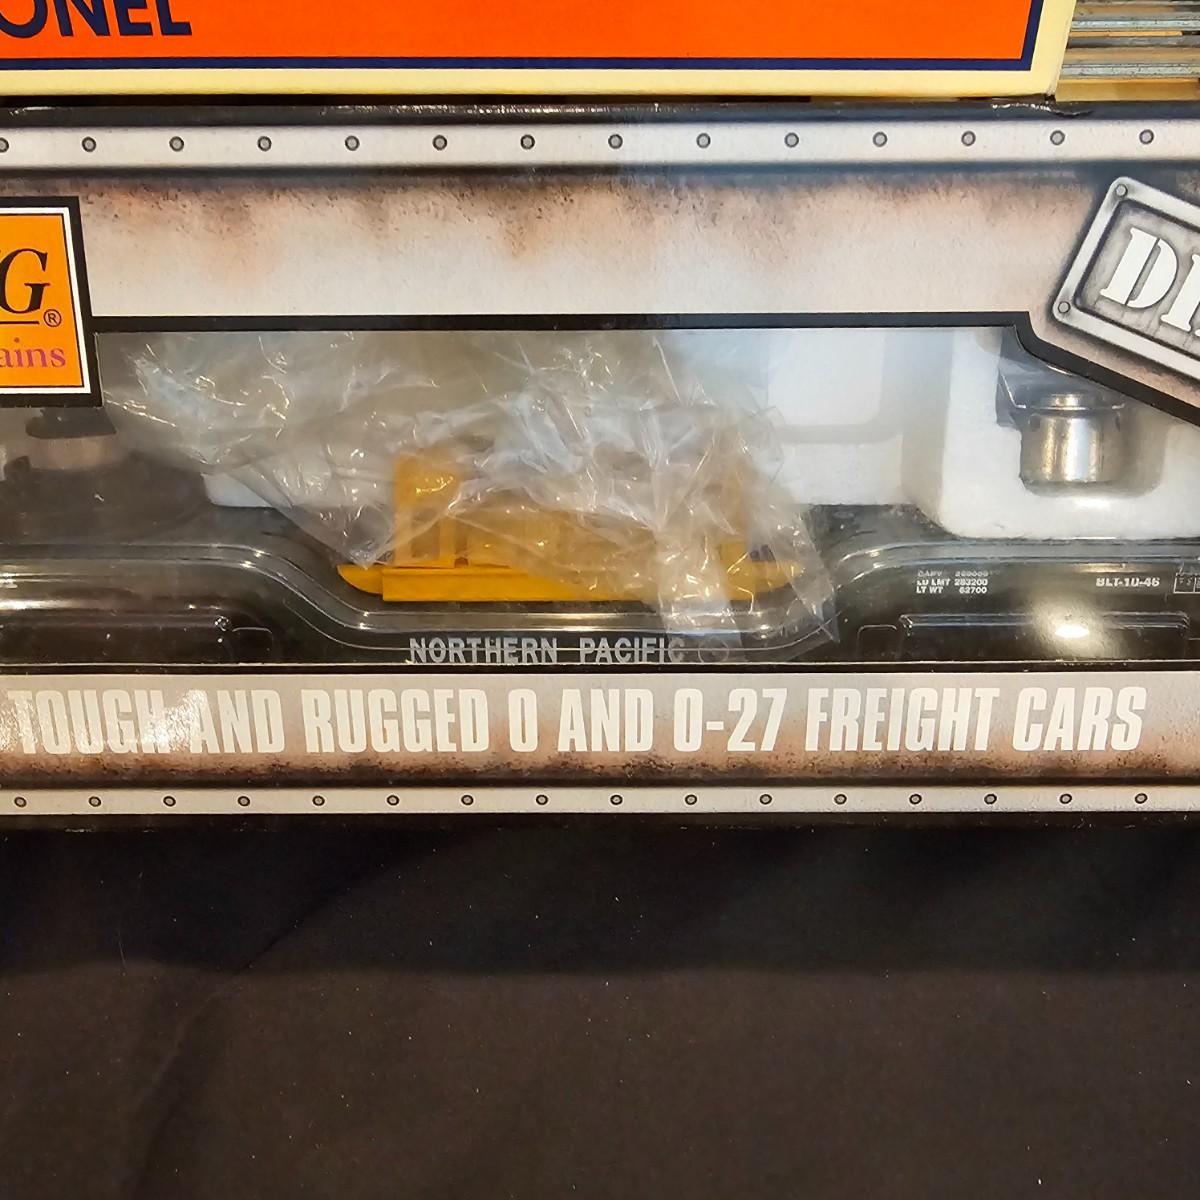 ONEL
G®
ains
DI
CAPY
LD LMT 283200
LT WT 62700
BLT-10-46
NORTHERN PACIFIC
TOUGH AND RUGGED O AND O-27 FREIGHT CARS